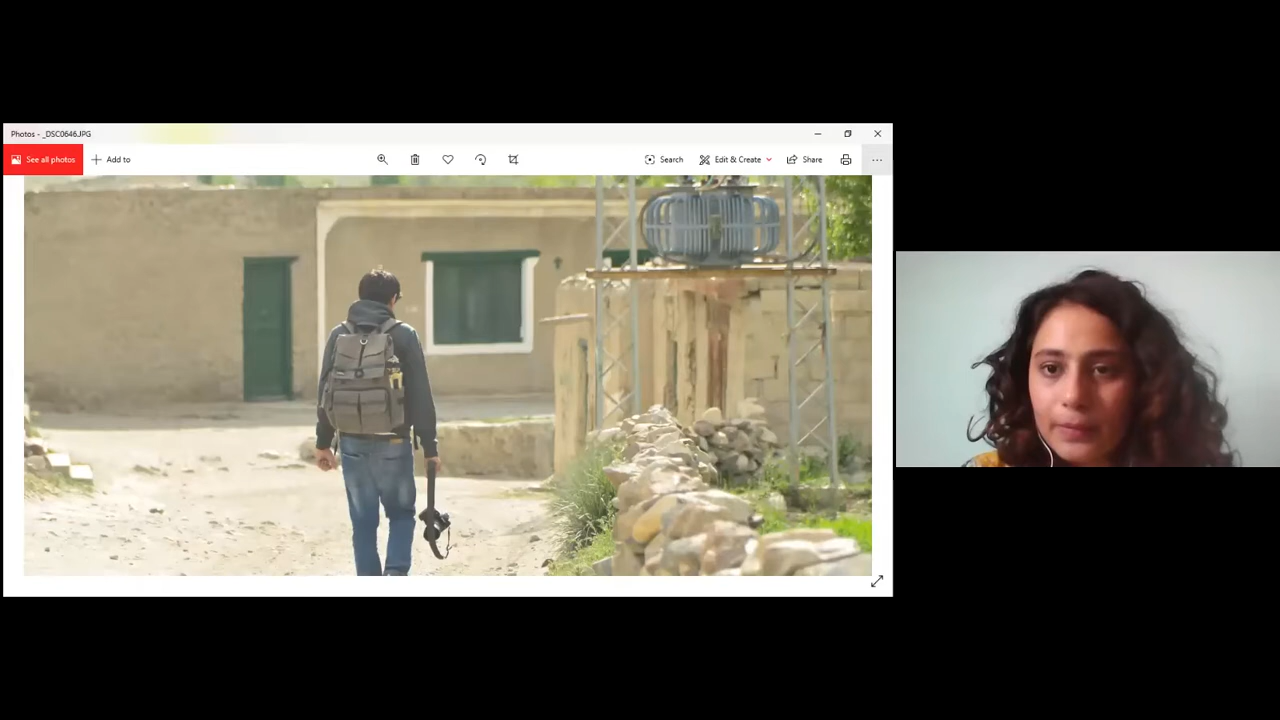 Photos - _DSC0646.JPG
See all photos
Add to
Search
Edit & Create
Share